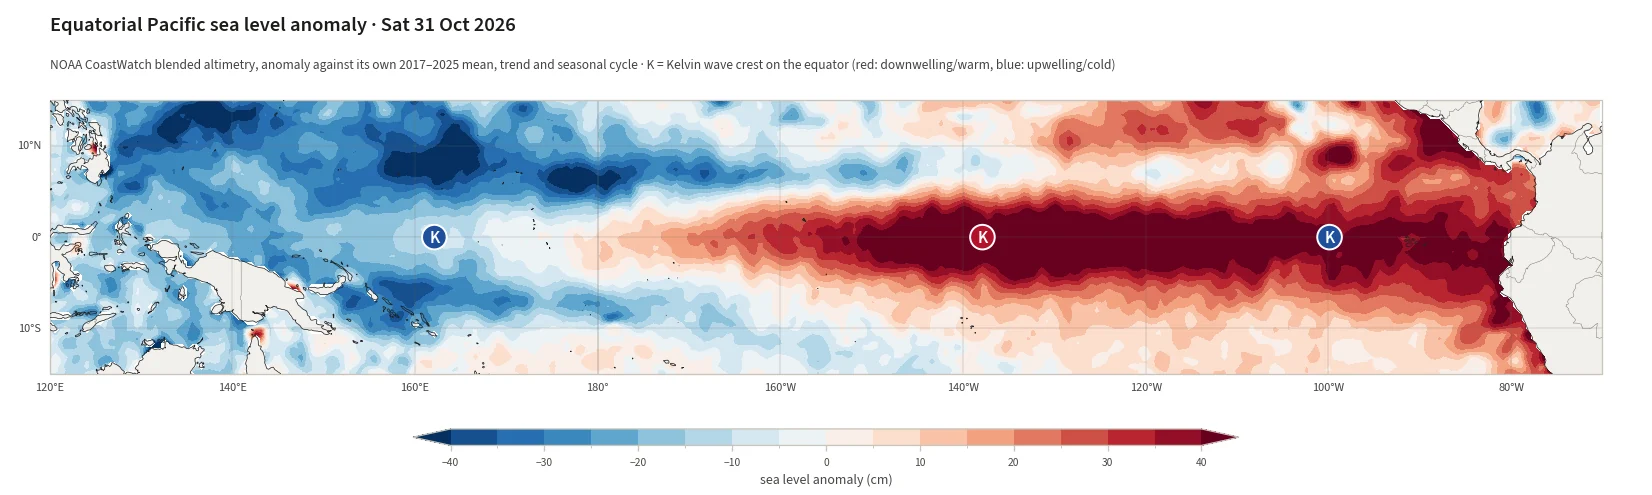 Equatorial Pacific sea level anomaly · Sat 31 Oct 2026
NOAA CoastWatch blended altimetry, anomaly against its own 2017–2025 mean, trend and seasonal cycle · K = Kelvin wave crest on the equator (red: downwelling/warm, blue: upwelling/cold)
10°N
0°
10°S
K K K
120°E 140°E 160°E 180° 160°W 140°W 120°W 100°W 80°W
−40 −30 −20 −10 0 10 20 30 40
sea level anomaly (cm)